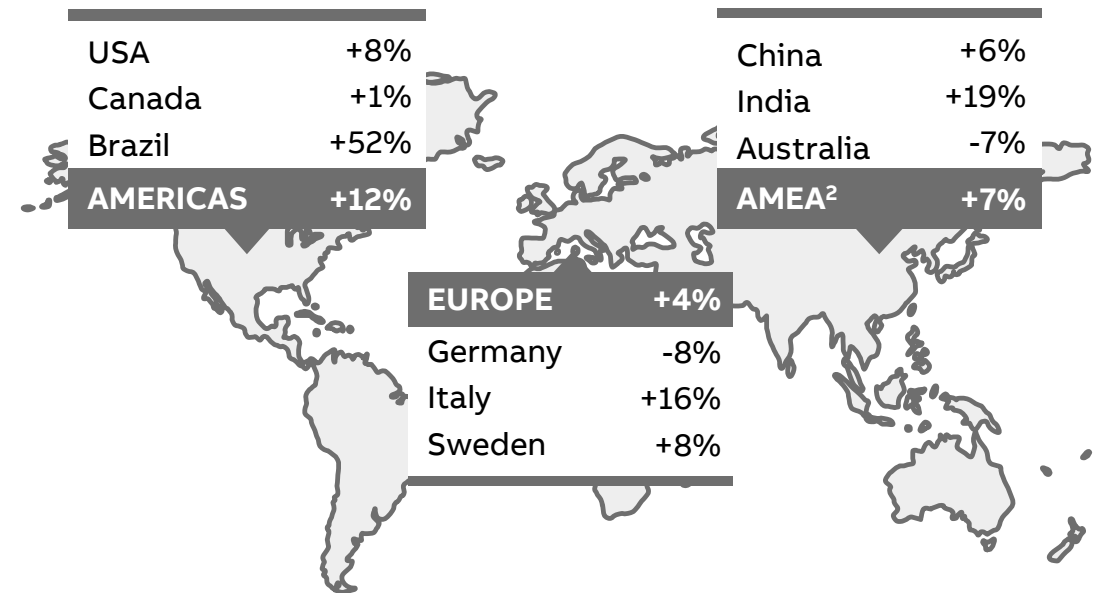 USA +8%
Canada +1%
Brazil +52%
AMERICAS +12%
China +6%
India +19%
Australia -7%
AMEA² +7%
EUROPE +4%
Germany -8%
Italy +16%
Sweden +8%